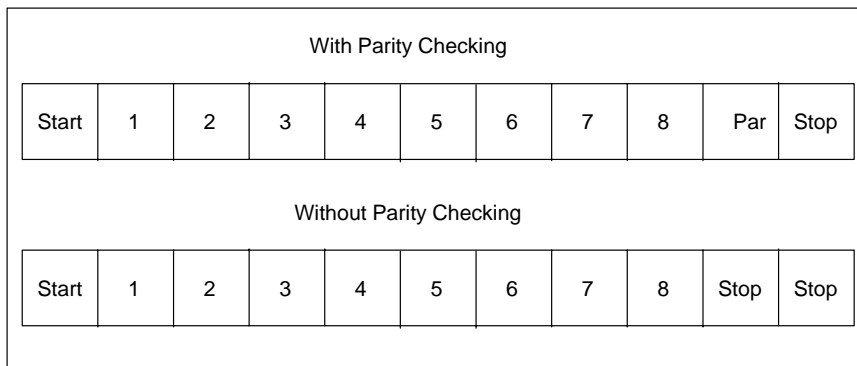 With Parity Checking
Start 1 2 3 4 5 6 7 8 Par Stop
Without Parity Checking
Start 1 2 3 4 5 6 7 8 Stop Stop